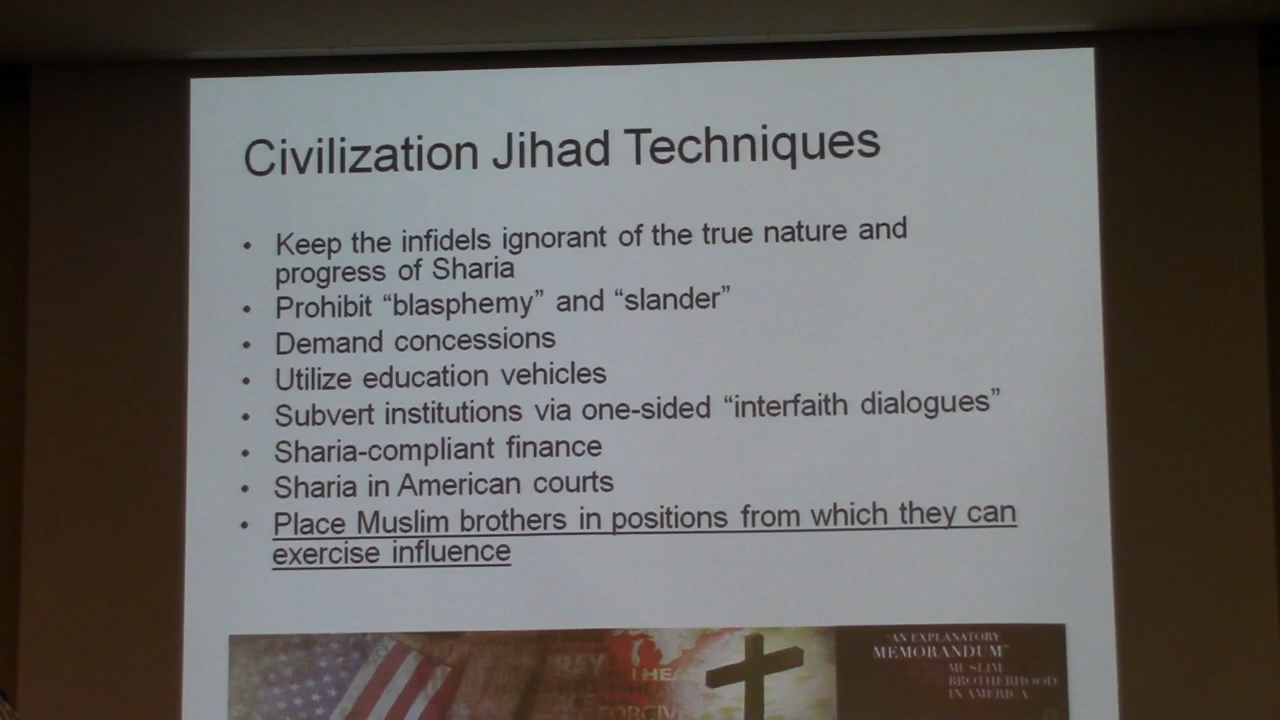 Civilization Jihad Techniques
• Keep the infidels ignorant of the true nature and
progress of Sharia
• Prohibit “blasphemy” and “slander”
• Demand concessions
• Utilize education vehicles
• Subvert institutions via one-sided “interfaith dialogues”
• Sharia-compliant finance
• Sharia in American courts
• Place Muslim brothers in positions from which they can
exercise influence
"AN EXPLANATORY
MEMORANDUM"
MUSLIM
BROTHERHOOD
IN AMERICA